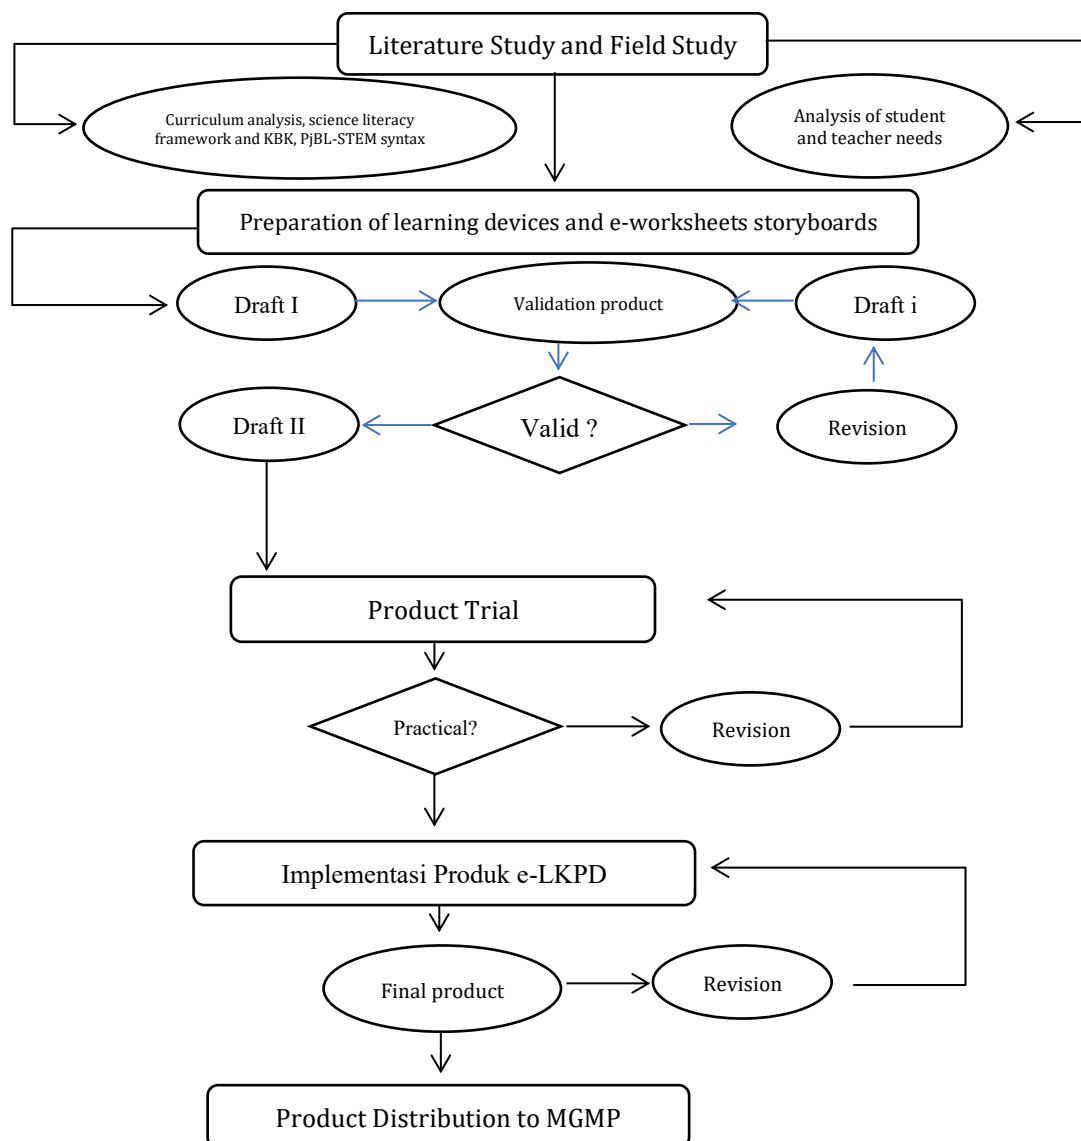 Literature Study and Field Study
Curriculum analysis, science literacy
framework and KBK, PjBL-STEM syntax
Analysis of student
and teacher needs
Preparation of learning devices and e-worksheets storyboards
Draft I
Validation product
Draft i
Draft II
Valid ?
Revision
Product Trial
Practical?
Revision
Implementasi Produk e-LKPD
Final product
Revision
Product Distribution to MGMP